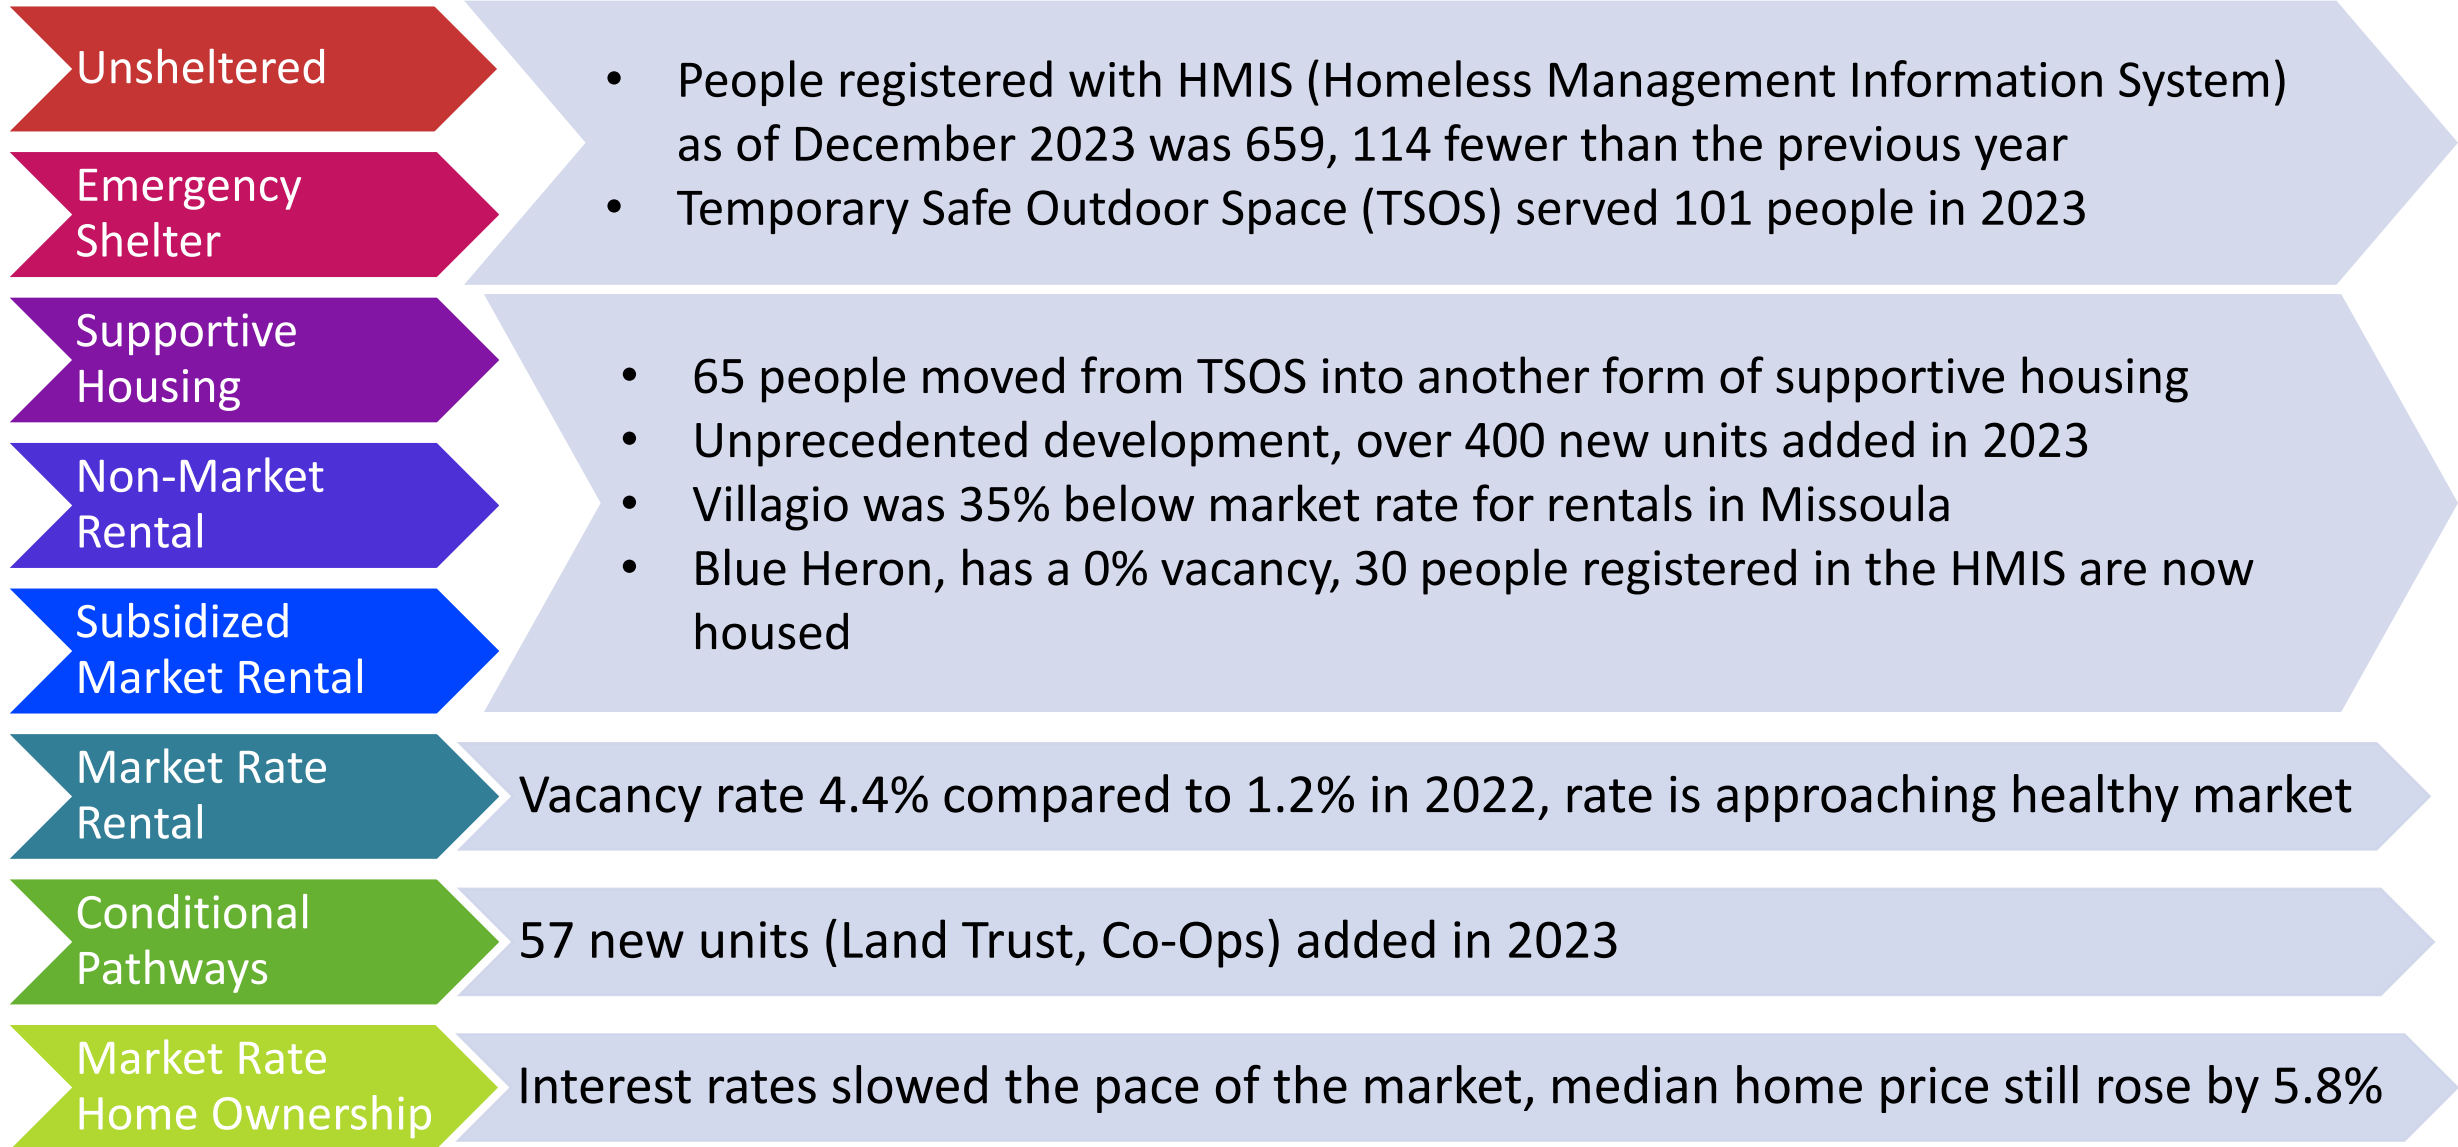 Unsheltered
Emergency
Shelter
• People registered with HMIS (Homeless Management Information System)
as of December 2023 was 659, 114 fewer than the previous year
• Temporary Safe Outdoor Space (TSOS) served 101 people in 2023
Supportive
Housing
Non-Market
Rental
Subsidized
Market Rental
• 65 people moved from TSOS into another form of supportive housing
• Unprecedented development, over 400 new units added in 2023
• Villagio was 35% below market rate for rentals in Missoula
• Blue Heron, has a 0% vacancy, 30 people registered in the HMIS are now
housed
Market Rate
Rental
Vacancy rate 4.4% compared to 1.2% in 2022, rate is approaching healthy market
Conditional
Pathways
57 new units (Land Trust, Co-Ops) added in 2023
Market Rate
Home Ownership
Interest rates slowed the pace of the market, median home price still rose by 5.8%